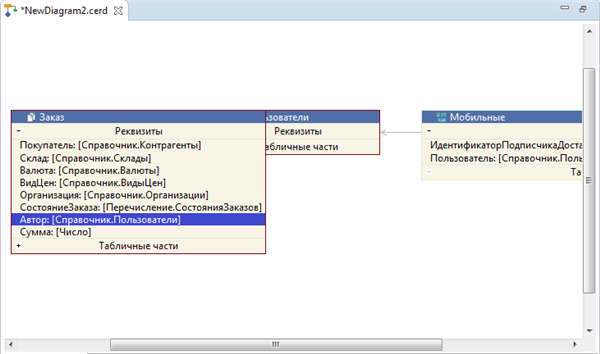 *NewDiagram2.cerd
Заказ
Реквизиты
Покупатель: [Справочник.Контрагенты]
Склад: [Справочник.Склады]
Валюта: [Справочник.Валюты]
ВидЦен: [Справочник.ВидыЦен]
Организация: [Справочник.Организации]
СостояниеЗаказа: [Перечисление.СостоянияЗаказов]
Автор: [Справочник.Пользователи]
Сумма: [Число]
Табличные части
ьзователи
Реквизиты
абличные части
Мобильные
ИдентификаторПодписчикаДоста
Пользователь: [Справочник.Поль
Та